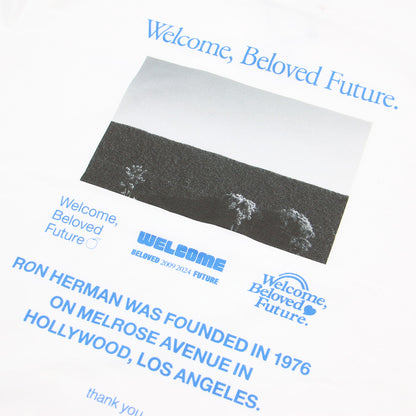 Welcome, Beloved Future.
Welcome,
Beloved
Future
WELCOME
BELOVED 2009 2024 FUTURE
Welcome,
Beloved
Future.
RON HERMAN WAS FOUNDED IN 1976
ON MELROSE AVENUE IN
HOLLYWOOD, LOS ANGELES.
thank you